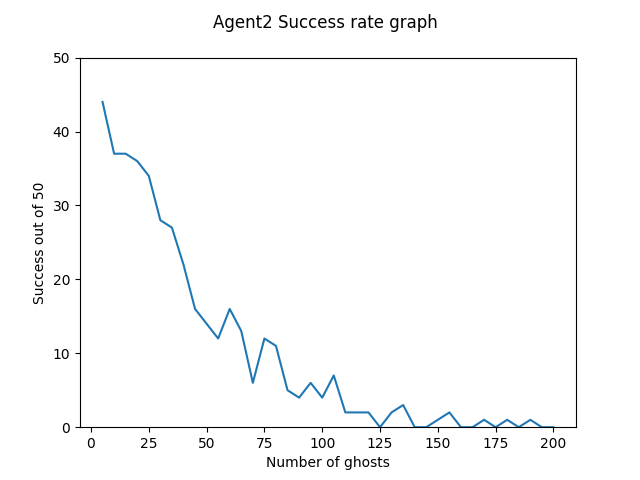 Agent2 Success rate graph
50
40
30
20
10
0
Success out of 50
0 25 50 75 100 125 150 175 200
Number of ghosts